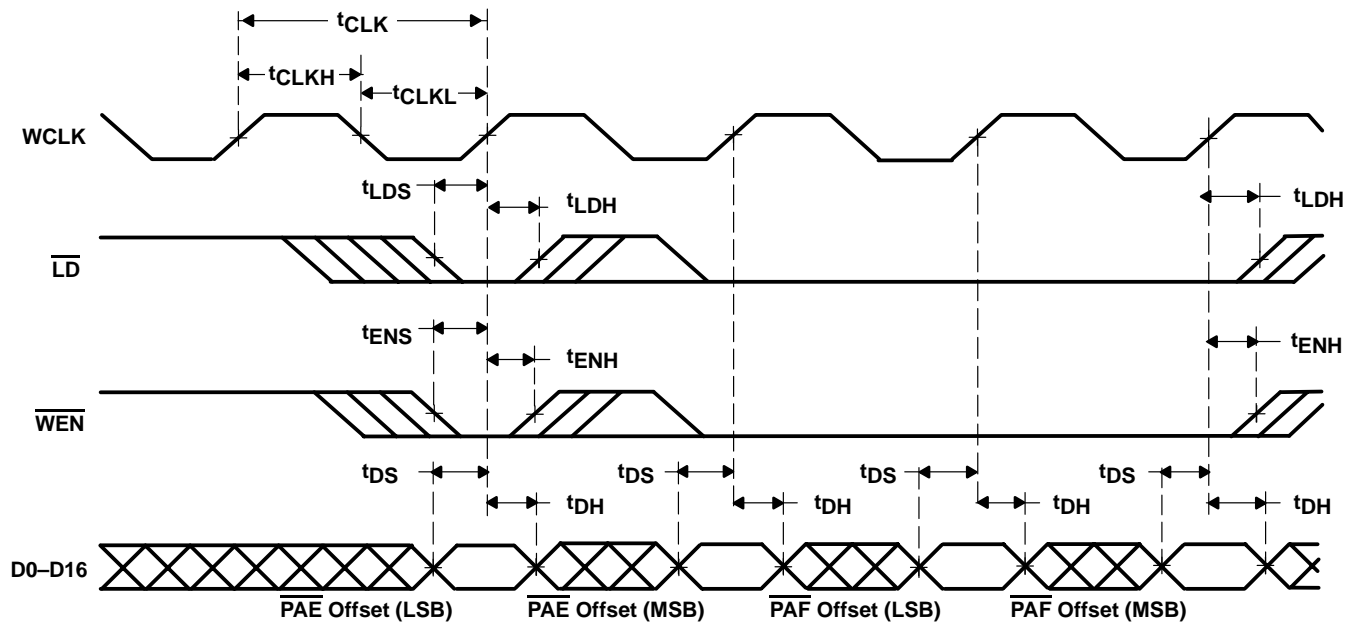 tCLK
tCLKH
tCLKL
WCLK
tLDS
tLDH
tLDH
LD
tENS
tENH
tENH
WEN
tDS
tDS
tDS
tDS
tDH
tDH
tDH
tDH
D0–D16
PAE Offset (LSB)
PAE Offset (MSB)
PAF Offset (LSB)
PAF Offset (MSB)